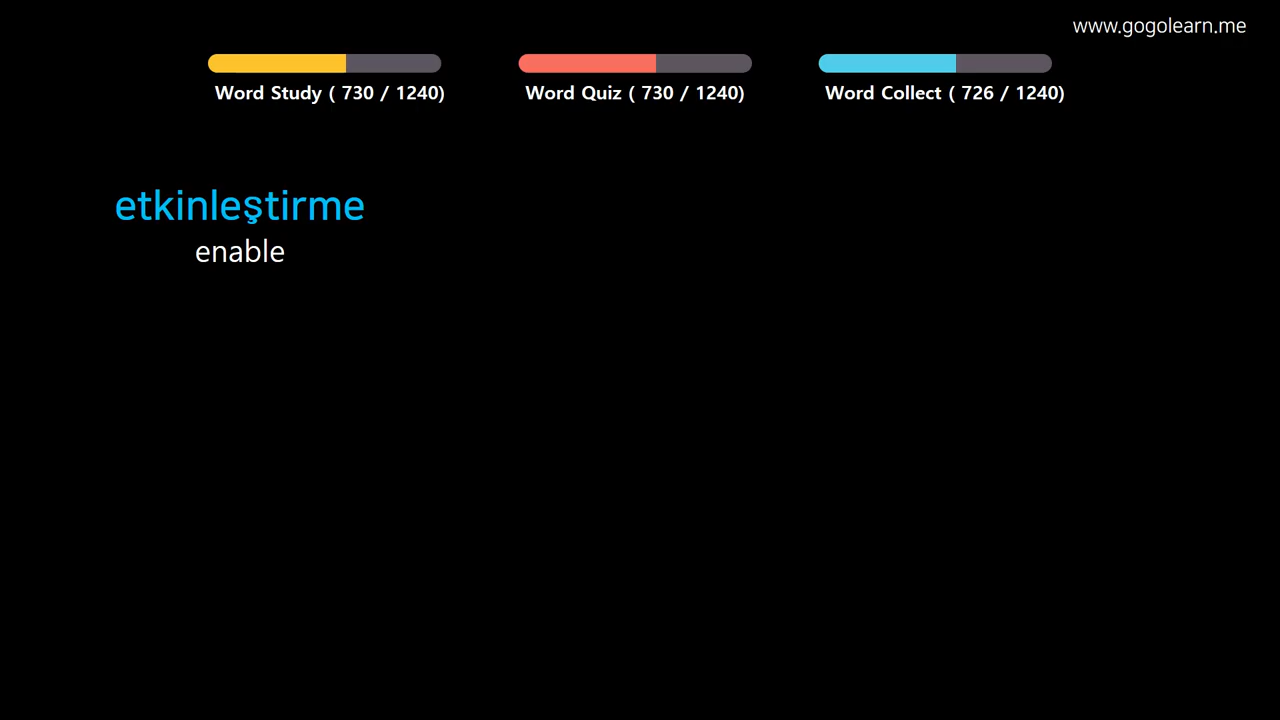 www.gogolearn.me
Word Study ( 730 / 1240)
Word Quiz ( 730 / 1240)
Word Collect ( 726 / 1240)
etkinleştirme
enable